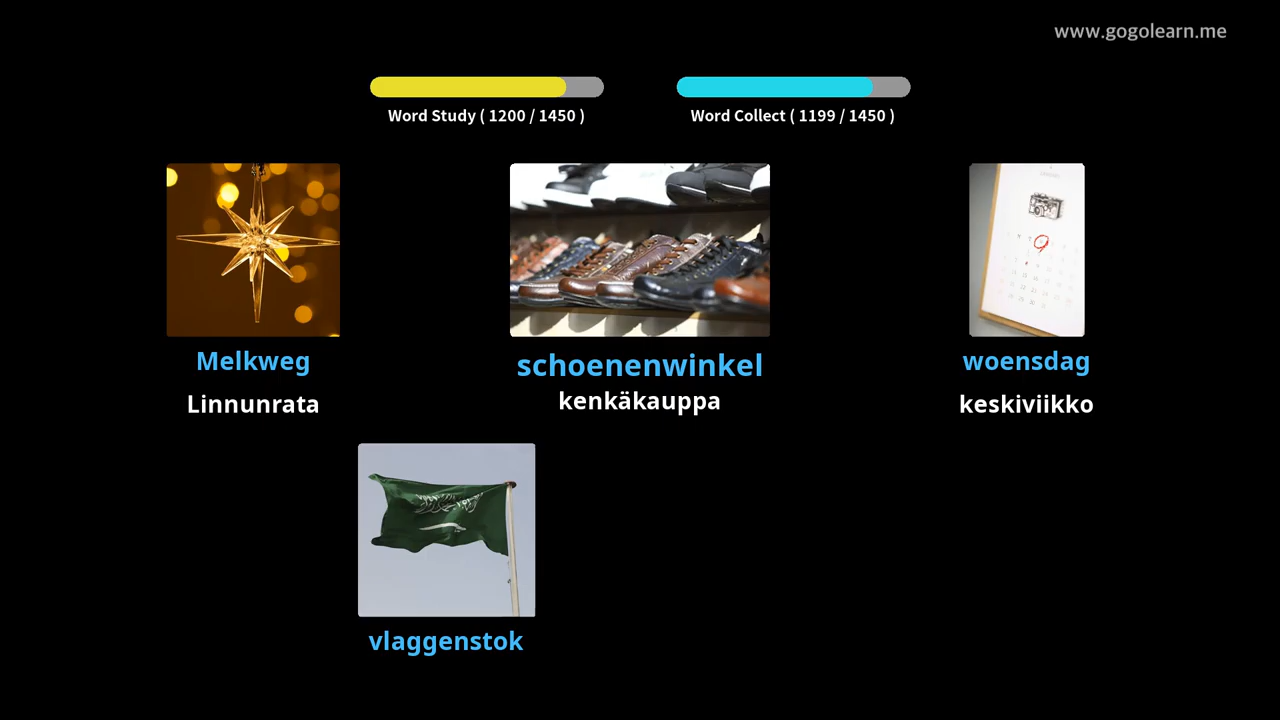 www.gogolearn.me
Word Study ( 1200 / 1450 )
Word Collect ( 1199 / 1450 )
Melkweg
Linnunrata
schoenenwinkel
kenkäkauppa
woensdag
keskiviikko
vlaggenstok